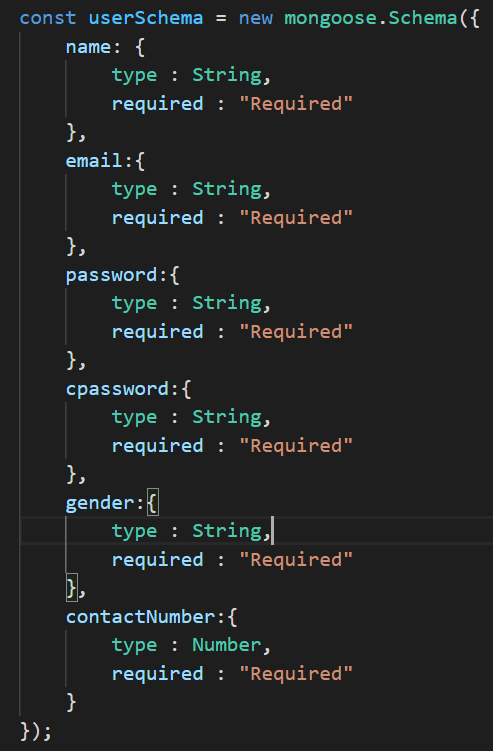 const userSchema = new mongoose.Schema({
    name: {
        type : String,
        required : "Required"
    },
    email:{
        type : String,
        required : "Required"
    },
    password:{
        type : String,
        required : "Required"
    },
    cpassword:{
        type : String,
        required : "Required"
    },
    gender:{
        type : String,
        required : "Required"
    },
    contactNumber:{
        type : Number,
        required : "Required"
    }
});